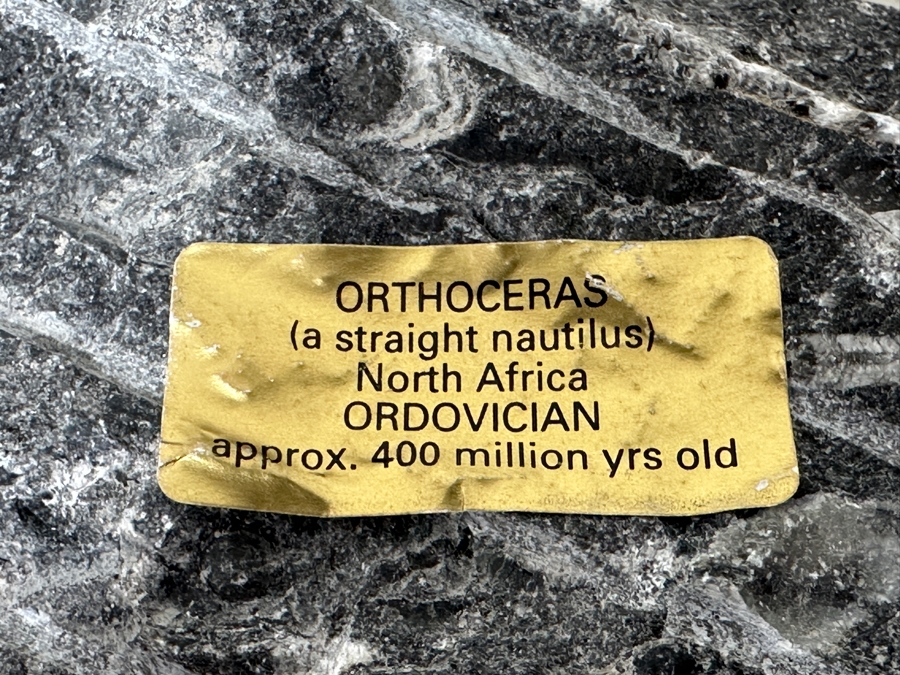 ORTHOCERAS
(a straight nautilus)
North Africa
ORDOVICIAN
approx. 400 million yrs old